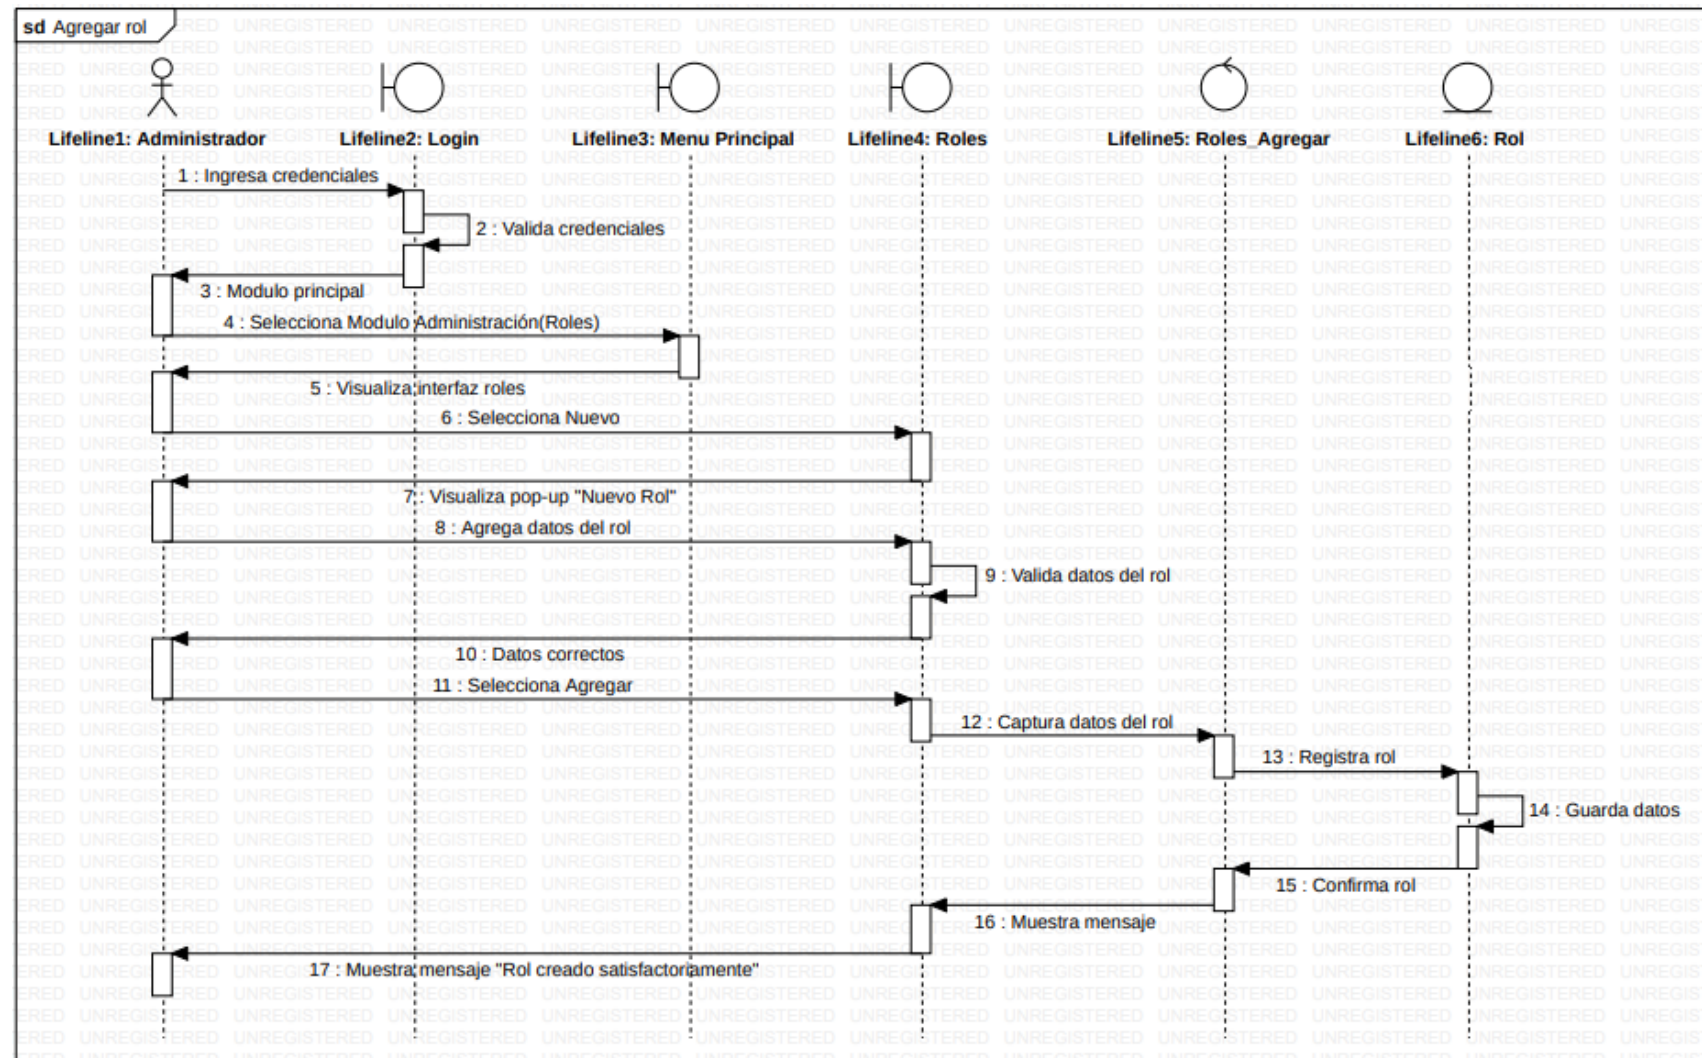 sd Agregar rol
Lifeline1: Administrador
Lifeline2: Login
Lifeline3: Menu Principal
Lifeline4: Roles
Lifeline5: Roles_Agregar
Lifeline6: Rol
1 : Ingresa credenciales
2 : Valida credenciales
3 : Modulo principal
4 : Selecciona Modulo Administración(Roles)
5 : Visualiza interfaz roles
6 : Selecciona Nuevo
7 : Visualiza pop-up "Nuevo Rol"
8 : Agrega datos del rol
9 : Valida datos del rol
10 : Datos correctos
11 : Selecciona Agregar
12 : Captura datos del rol
13 : Registra rol
14 : Guarda datos
15 : Confirma rol
16 : Muestra mensaje
17 : Muestra mensaje "Rol creado satisfactoriamente"
UNREGISTERED